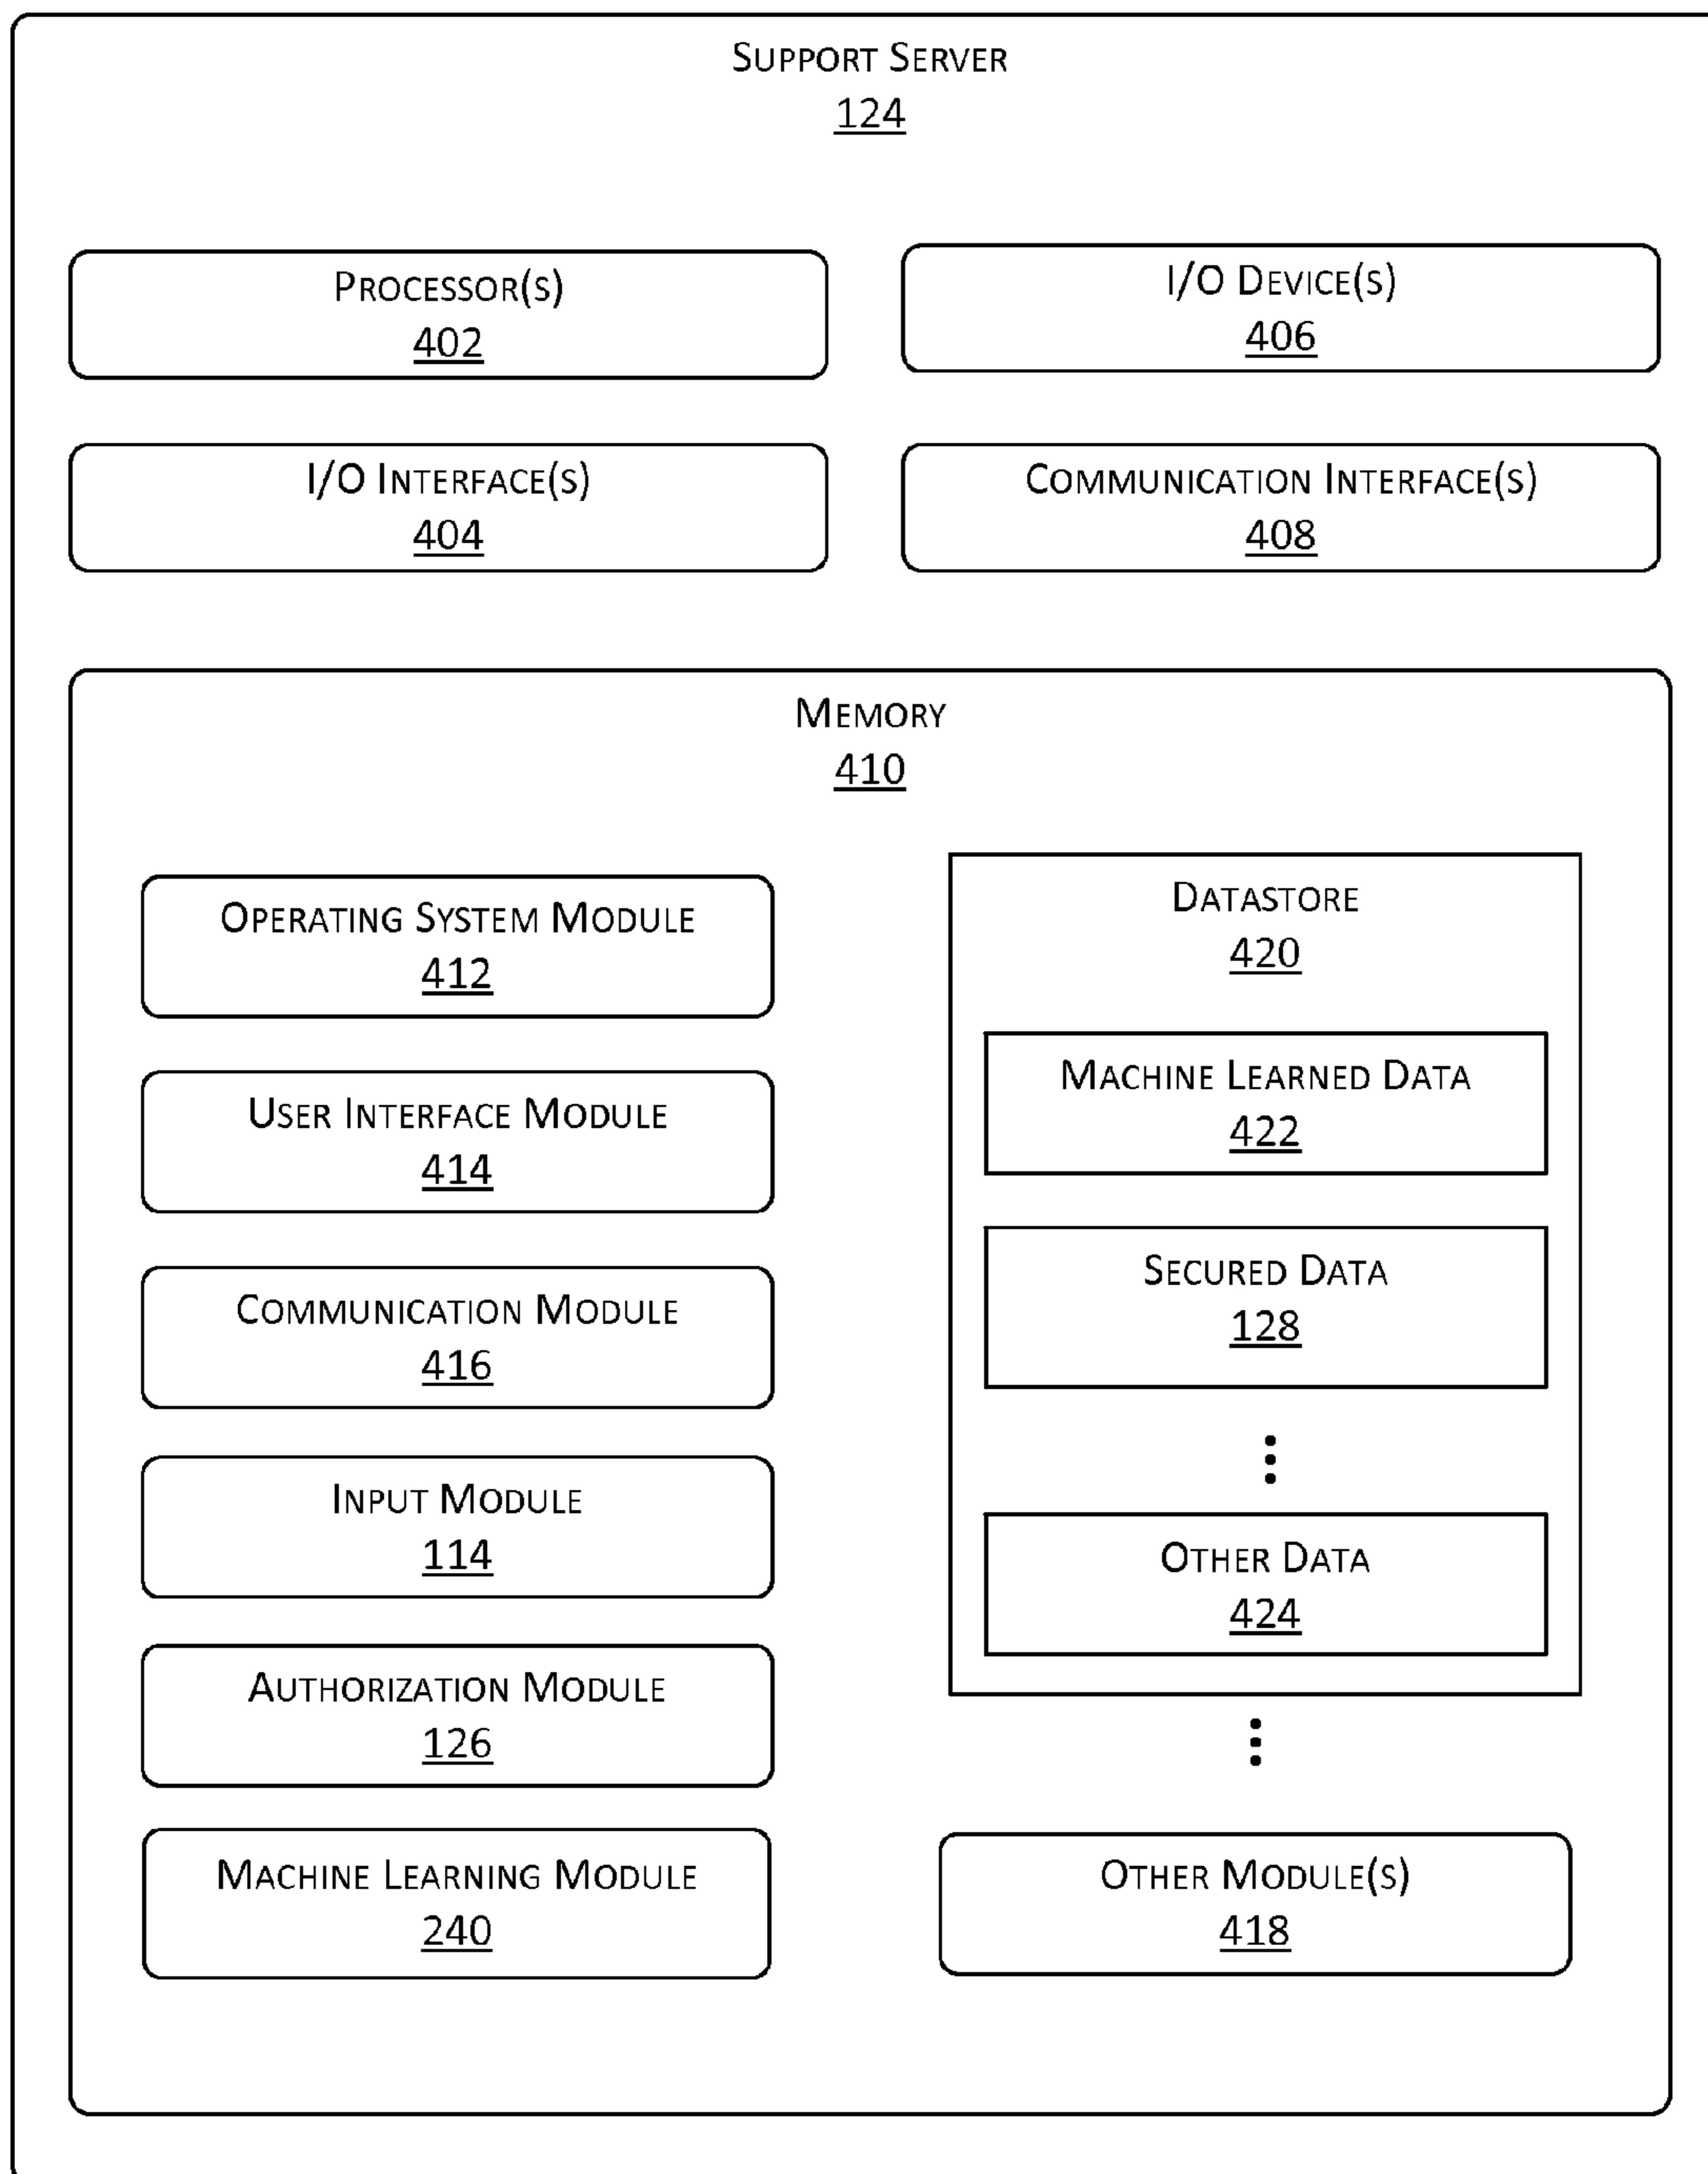 SUPPORT SERVER
124
PROCESSOR(S)
402
I/O DEVICE(S)
406
I/O INTERFACE(S)
404
COMMUNICATION INTERFACE(S)
408
MEMORY
410
OPERATING SYSTEM MODULE
412
USER INTERFACE MODULE
414
COMMUNICATION MODULE
416
INPUT MODULE
114
AUTHORIZATION MODULE
126
MACHINE LEARNING MODULE
240
DATASTORE
420
MACHINE LEARNED DATA
422
SECURED DATA
128
OTHER DATA
424
OTHER MODULE(S)
418